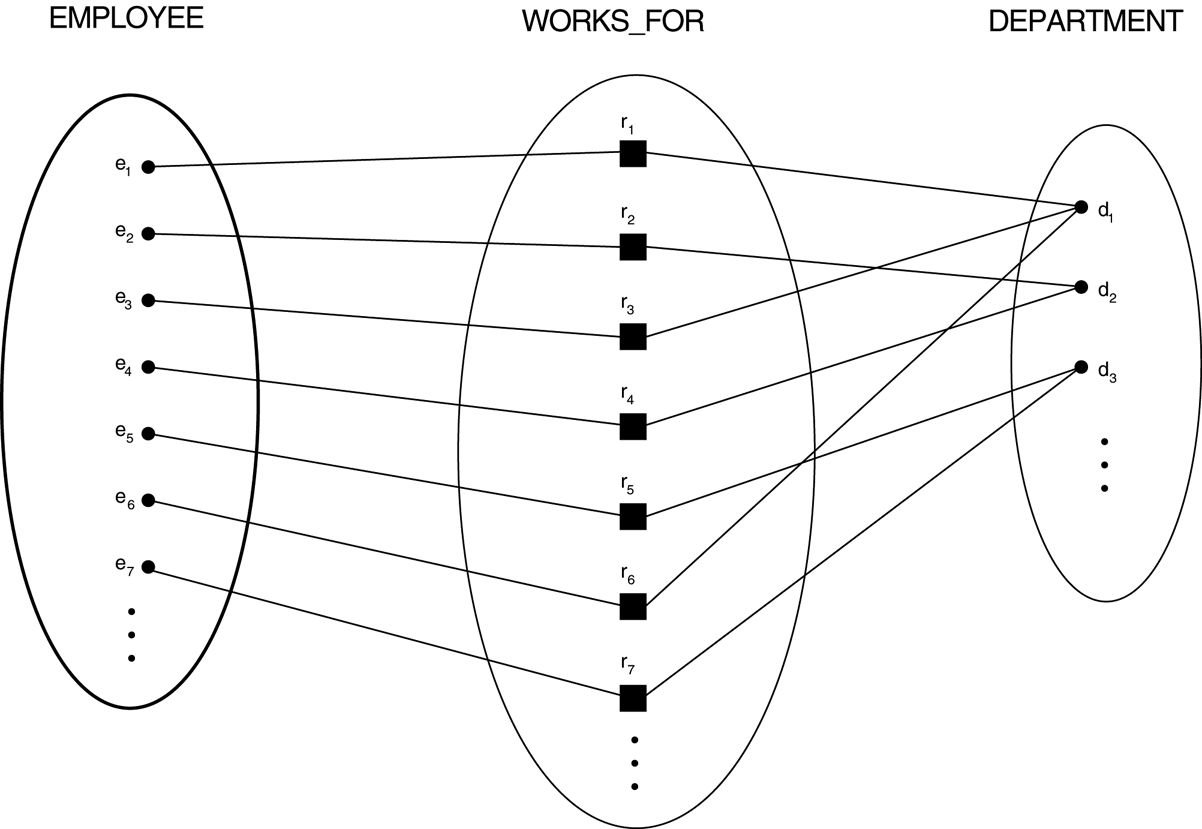 EMPLOYEE WORKS_FOR DEPARTMENT
e1
e2
e3
e4
e5
e6
e7
r1
r2
r3
r4
r5
r6
r7
d1
d2
d3